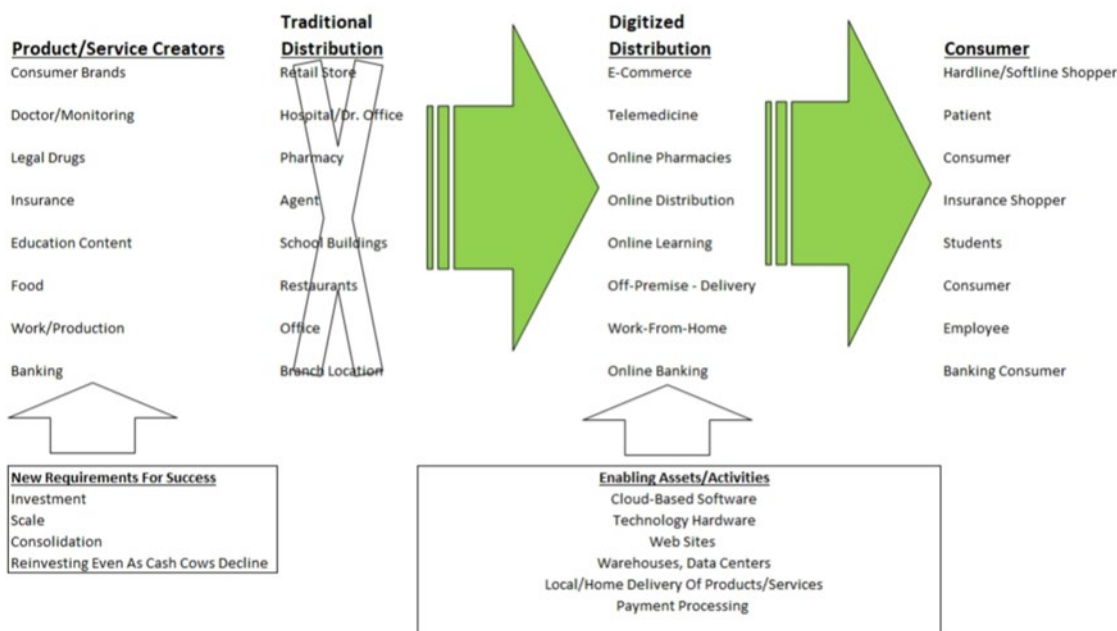 Traditional Distribution
Digitized Distribution
Product/Service Creators
Consumer
Consumer Brands
Retail Store
E-Commerce
Hardline/Softline Shopper
Doctor/Monitoring
Hospital/Dr. Office
Telemedicine
Patient
Legal Drugs
Pharmacy
Online Pharmacies
Consumer
Insurance
Agent
Online Distribution
Insurance Shopper
Education Content
School Buildings
Online Learning
Students
Food
Restaurants
Off-Premise - Delivery
Consumer
Work/Production
Office
Work-From-Home
Employee
Banking
Branch Location
Online Banking
Banking Consumer
New Requirements For Success
Investment
Scale
Consolidation
Reinvesting Even As Cash Cows Decline
Enabling Assets/Activities
Cloud-Based Software
Technology Hardware
Web Sites
Warehouses, Data Centers
Local/Home Delivery Of Products/Services
Payment Processing